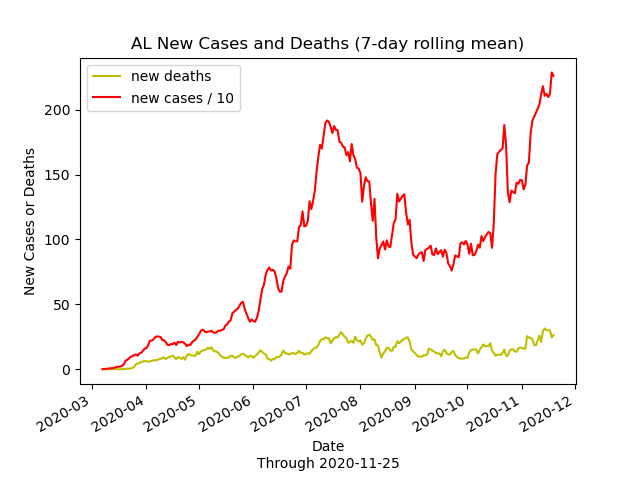 AL New Cases and Deaths (7-day rolling mean)
new deaths
new cases / 10
New Cases or Deaths
200
150
100
50
0
2020-03
2020-04
2020-05
2020-06
2020-07
2020-08
2020-09
2020-10
2020-11
2020-12
Date
Through 2020-11-25